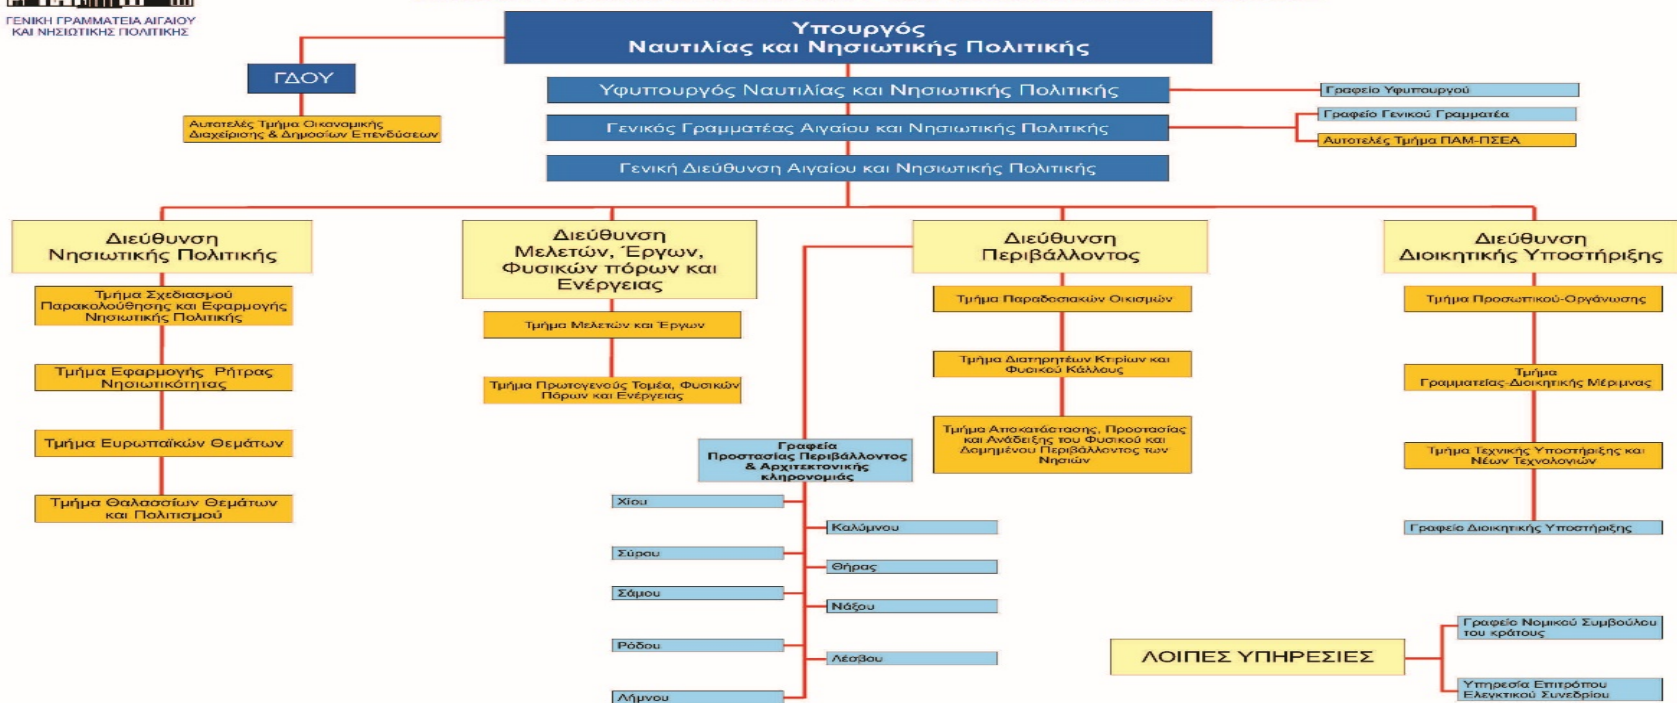 ΓΕΝΙΚΗ ΓΡΑΜΜΑΤΕΙΑ ΑΙΓΑΙΟΥ
ΚΑΙ ΝΗΣΙΩΤΙΚΗΣ ΠΟΛΙΤΙΚΗΣ
Υπουργός
Ναυτιλίας και Νησιωτικής Πολιτικής
ΓΔΟΥ
Αυτοτελές Τμήμα Οικονομικής
Διαχείρισης & Δημοσίων Επενδύσεων
Υφυπουργός Ναυτιλίας και Νησιωτικής Πολιτικής
Γραφείο Υφυπουργού
Γενικός Γραμματέας Αιγαίου και Νησιωτικής Πολιτικής
Γραφείο Γενικού Γραμματέα
Αυτοτελές Τμήμα ΠΑΜ-ΠΣΕΑ
Γενική Διεύθυνση Αιγαίου και Νησιωτικής Πολιτικής
Διεύθυνση
Νησιωτικής Πολιτικής
Τμήμα Σχεδιασμού
Παρακολούθησης και Εφαρμογής
Νησιωτικής Πολιτικής
Τμήμα Εφαρμογής Ρήτρας
Νησιωτικότητας
Τμήμα Ευρωπαϊκών Θεμάτων
Τμήμα Θαλασσίων Θεμάτων
και Πολιτισμού
Διεύθυνση
Μελετών, Έργων,
Φυσικών πόρων και
Ενέργειας
Τμήμα Μελετών και Έργων
Τμήμα Πρωτογενούς Τομέα, Φυσικών
Πόρων και Ενέργειας
Διεύθυνση
Περιβάλλοντος
Τμήμα Παραδοσιακών Οικισμών
Τμήμα Διατηρητέων Κτιρίων και
Φυσικού Κάλλους
Τμήμα Αποκατάστασης, Προστασίας
και Ανάδειξης του Φυσικού και
Δομημένου Περιβάλλοντος των
Νησιών
Γραφεία
Προστασίας Περιβάλλοντος
& Αρχιτεκτονικής
κληρονομιάς
Χίου
Καλύμνου
Σύρου
Θήρας
Σάμου
Νάξου
Ρόδου
Λέσβου
Λήμνου
Διεύθυνση
Διοικητικής Υποστήριξης
Τμήμα Προσωπικού-Οργάνωσης
Τμήμα
Γραμματείας-Διοικητικής Μέριμνας
Τμήμα Τεχνικής Υποστήριξης και
Νέων Τεχνολογιών
Γραφείο Διοικητικής Υποστήριξης
ΛΟΙΠΕΣ ΥΠΗΡΕΣΙΕΣ
Γραφείο Νομικού Συμβούλου
του κράτους
Υπηρεσία Επιτρόπου
Ελεγκτικού Συνεδρίου